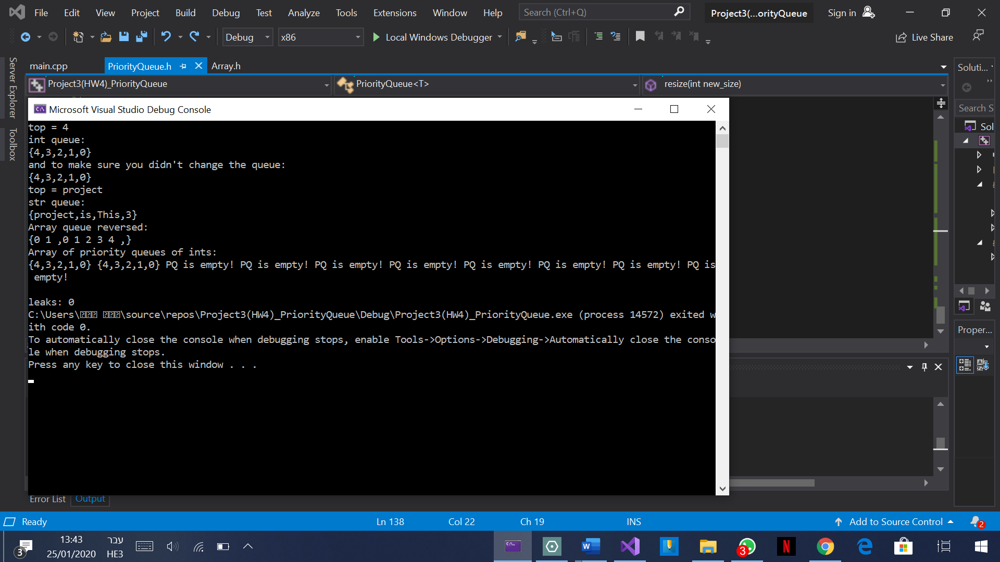 File Edit View Project Build Debug Test Analyze Tools Extensions Window Help Search (Ctrl+Q) Project3(...orityQueue Sign in
Debug x86 Local Windows Debugger Live Share
Server Explorer
Toolbox
main.cpp PriorityQueue.h Array.h
Project3(HW4)_PriorityQueue PriorityQueue<T> resize(int new_size)
Microsoft Visual Studio Debug Console
top = 4
int queue:
{4,3,2,1,0}
and to make sure you didn't change the queue:
{4,3,2,1,0}
top = project
str queue:
{project,is,This,3}
Array queue reversed:
{0 1 ,0 1 2 3 4 ,}
Array of priority queues of ints:
{4,3,2,1,0} {4,3,2,1,0} PQ is empty! PQ is empty! PQ is empty! PQ is empty! PQ is empty! PQ is empty! PQ is empty! PQ is
empty!
leaks: 0
C:\Users\ \source\repos\Project3(HW4)_PriorityQueue\Debug\Project3(HW4)_PriorityQueue.exe (process 14572) exited w
ith code 0.
To automatically close the console when debugging stops, enable Tools->Options->Debugging->Automatically close the conso
le when debugging stops.
Press any key to close this window . . .
Soluti...
Search S
Sol
Proper...
Error List Output
Ready Ln 138 Col 22 Ch 19 INS Add to Source Control 2
3 13:43 עבר
25/01/2020 HE3
3